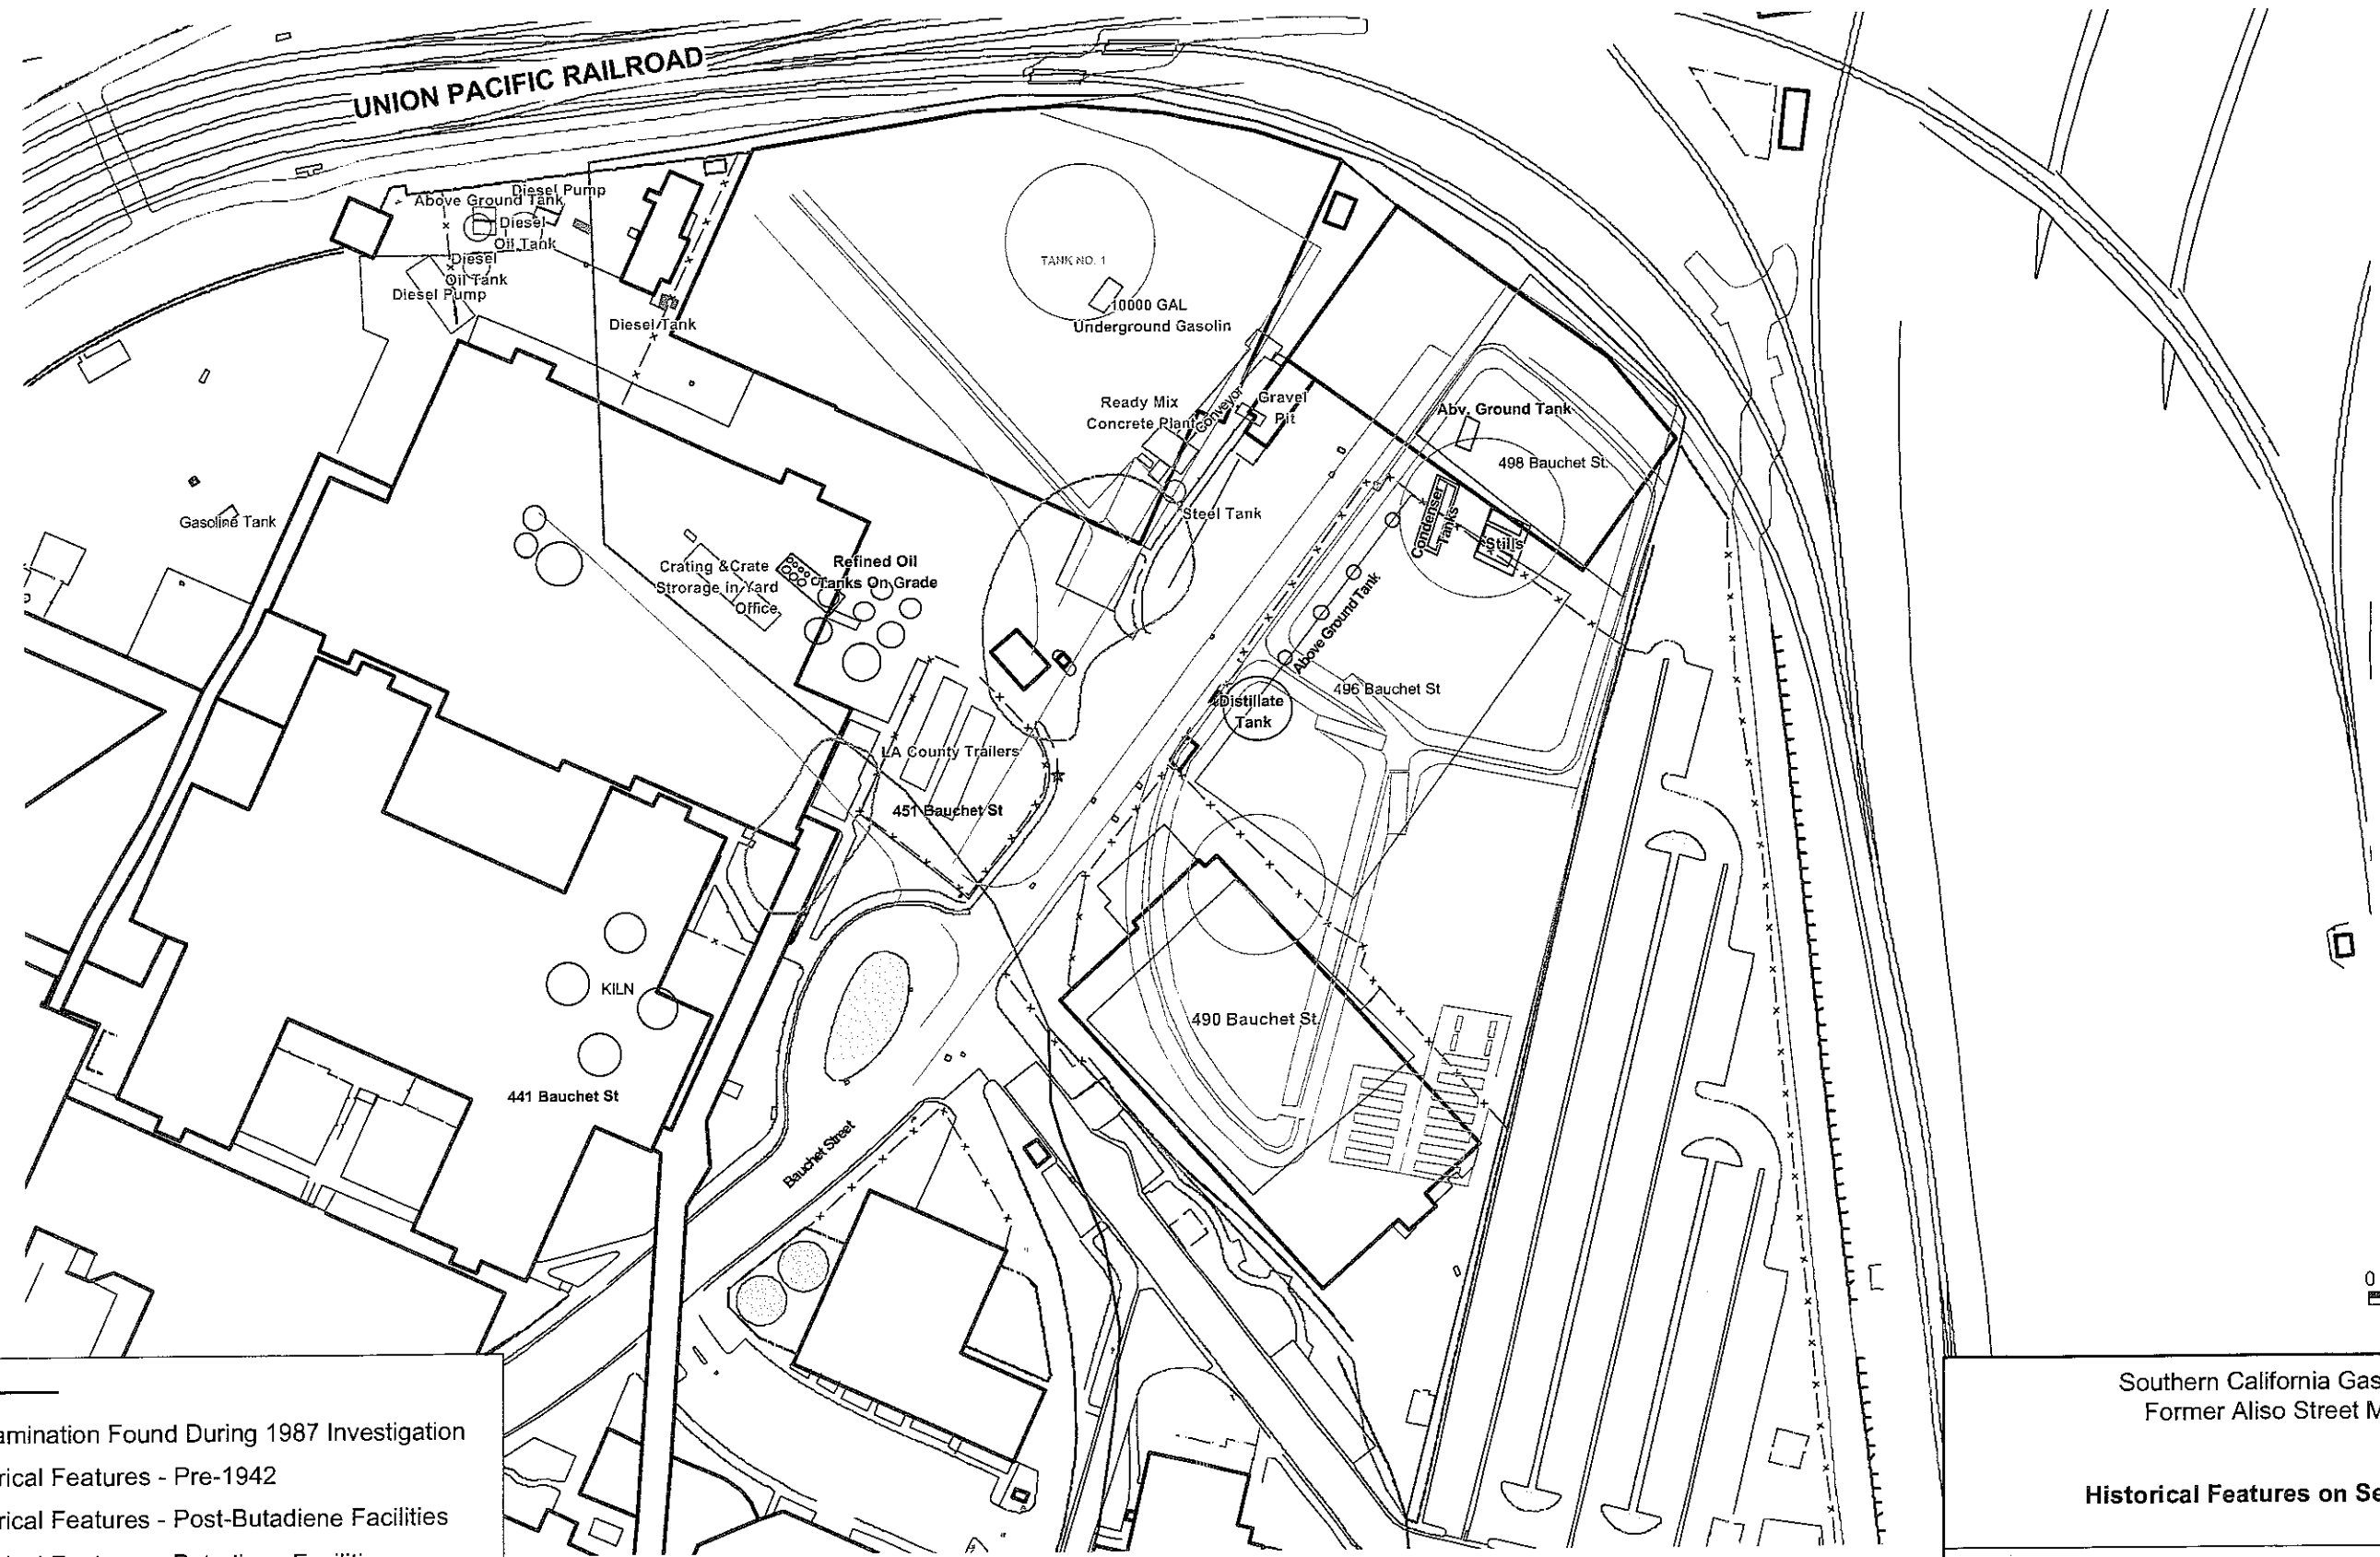 UNION PACIFIC RAILROAD
Diesel Pump
Above Ground Tank
Diesel
Oil Tank
Diesel
Oil Tank
Diesel Pump
Diesel Tank
TANK NO. 1
10000 GAL
Underground Gasolin
Ready Mix
Concrete Plant
Conveyor
Gravel
Pit
Abv. Ground Tank
498 Bauchet St.
Condenser
Tanks
Stills
Steel Tank
Gasoline Tank
Crating & Crate
Strorage in Yard
Office
Refined Oil
Tanks On Grade
Above Ground Tank
496 Bauchet St
Distillate
Tank
LA County Trailers
451 Bauchet St
KILN
490 Bauchet St.
441 Bauchet St
Bauchet Street
0
amination Found During 1987 Investigation
rical Features - Pre-1942
rical Features - Post-Butadiene Facilities
Southern California Gas
Former Aliso Street M
Historical Features on Se